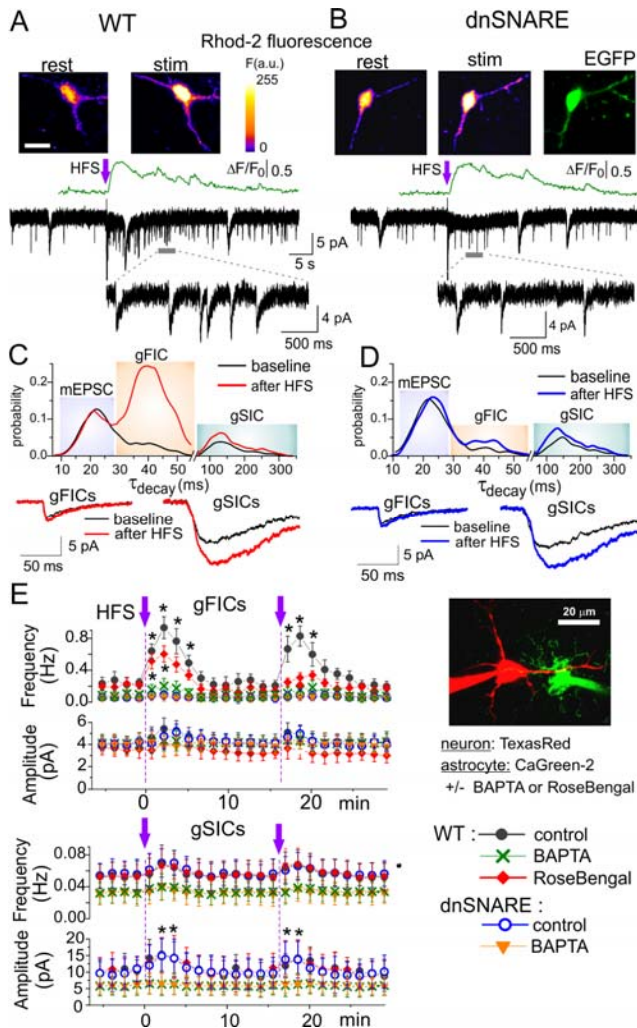 A WT
B dnSNARE
Rhod-2 fluorescence
rest stim F(a.u.) 255 0
rest stim EGFP
HFS ΔF/F0 0.5
HFS ΔF/F0 0.5
5 pA
5 s
5 pA
5 s
4 pA
500 ms
4 pA
500 ms
C gFIC
mEPSC
baseline
after HFS
gSIC
probability
0.2
0.1
0.0
10 20 30 40 50 100 200 300
τdecay (ms)
gFICs gSICs
baseline
after HFS
5 pA
50 ms
D
mEPSC
baseline
after HFS
gFIC gSIC
probability
0.2
0.1
0.0
10 20 30 40 50 100 200 300
τdecay (ms)
gFICs gSICs
baseline
after HFS
5 pA
50 ms
E HFS gFICs
Frequency (Hz)
0.8
0.4
0.0
* * * * * * * * *
Amplitude (pA)
6
4
2
0
0 10 20 min
gSICs
Frequency (Hz)
0.08
0.04
0.00
Amplitude (pA)
20
15
10
5
0
** **
0 10 20 min
20 μm
neuron: TexasRed
astrocyte: CaGreen-2
+/- BAPTA or RoseBengal
WT : control
BAPTA
RoseBengal
dnSNARE :
control
BAPTA